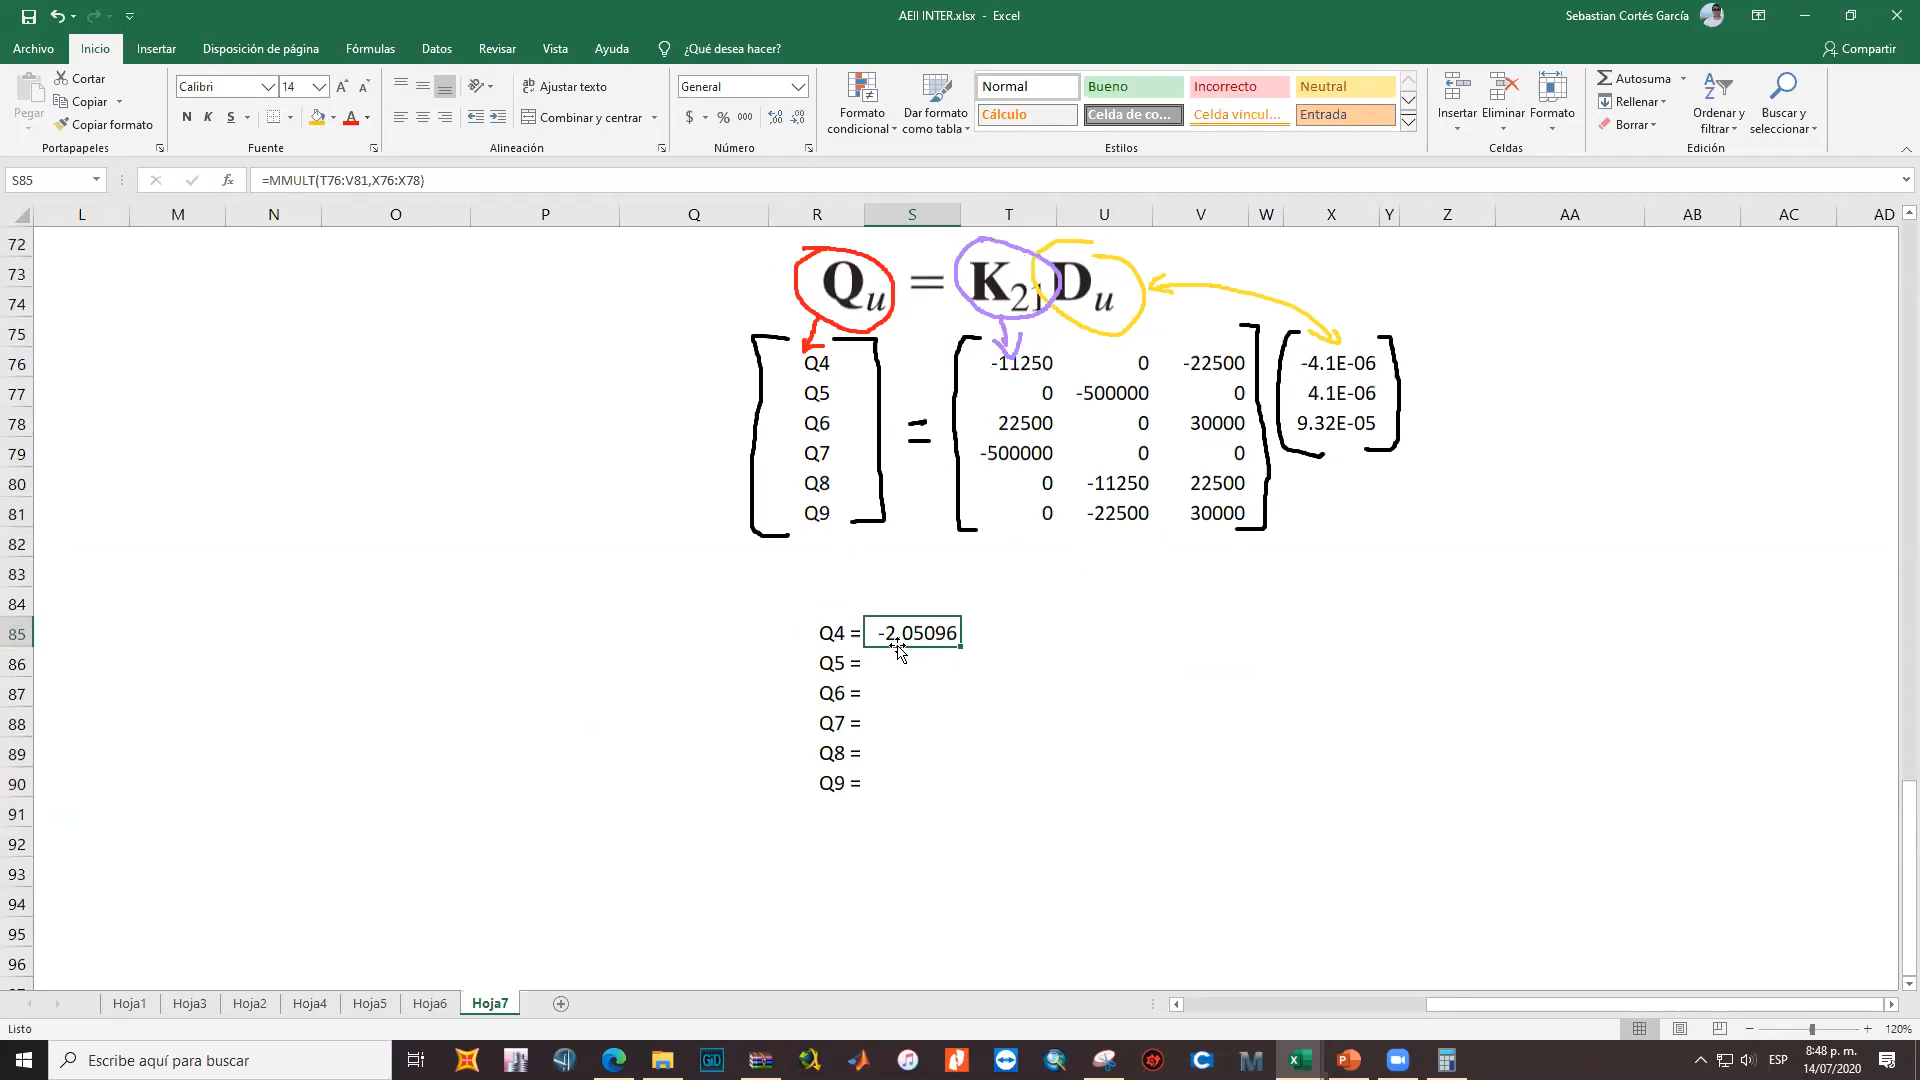 AEII INTER.xlsx - Excel
Sebastian Cortés García
Archivo Inicio Insertar Disposición de página Fórmulas Datos Revisar Vista Ayuda ¿Qué desea hacer? Compartir
Pegar
Cortar
Copiar
Copiar formato
Portapapeles
Calibri 14
N K S
Fuente
Ajustar texto
Combinar y centrar
Alineación
General
$ % 000
Número
Formato condicional
Dar formato como tabla
Normal Bueno Incorrecto Neutral
Cálculo Celda de co... Celda vincul... Entrada
Estilos
Insertar Eliminar Formato
Celdas
Autosuma
Rellenar
Borrar
Ordenar y filtrar
Buscar y seleccionar
Edición
S85 fx =MMULT(T76:V81,X76:X78)
L M N O P Q R S T U V W X Y Z AA AB AC AD
72
73
74
Qu = K21 Du
75
76 Q4 -11250 0 -22500 -4.1E-06
77 Q5 0 -500000 0 4.1E-06
78 Q6 = 22500 0 30000 9.32E-05
79 Q7 -500000 0 0
80 Q8 0 -11250 22500
81 Q9 0 -22500 30000
82
83
84
85 Q4 = -2.05096
86 Q5 =
87 Q6 =
88 Q7 =
89 Q8 =
90 Q9 =
91
92
93
94
95
96
Hoja1 Hoja3 Hoja2 Hoja4 Hoja5 Hoja6 Hoja7
Listo
120%
Escribe aquí para buscar
GiD
ESP
8:48 p. m.
14/07/2020